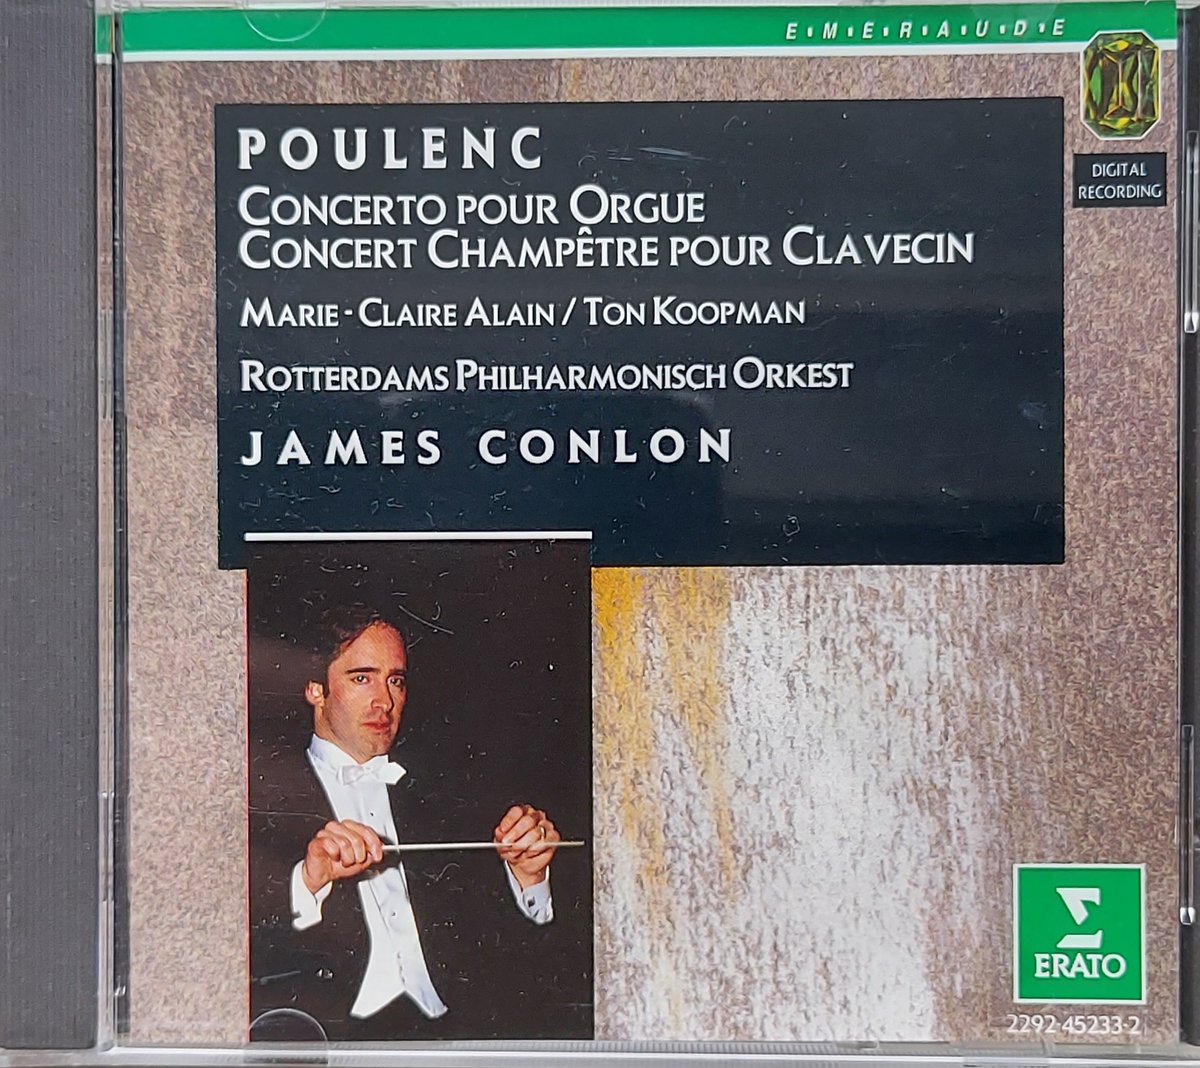 E·M·E·R·A·U·D·E
DIGITAL
RECORDING
POULENC
CONCERTO POUR ORGUE
CONCERT CHAMPÊTRE POUR CLAVECIN
MARIE-CLAIRE ALAIN / TON KOOPMAN
ROTTERDAMS PHILHARMONISCH ORKEST
JAMES CONLON
ERATO
2292-45233-2